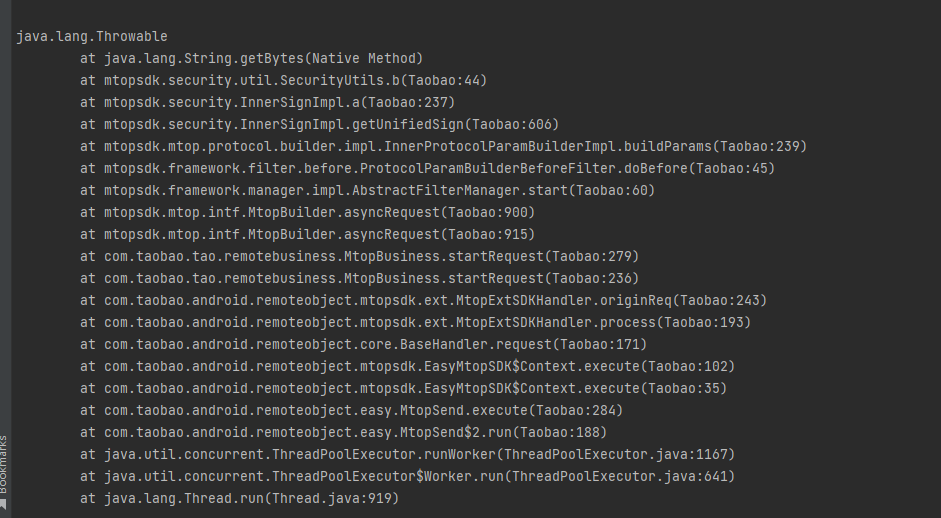 java.lang.Throwable
at java.lang.String.getBytes(Native Method)
at mtopsdk.security.util.SecurityUtils.b(Taobao:44)
at mtopsdk.security.InnerSignImpl.a(Taobao:237)
at mtopsdk.security.InnerSignImpl.getUnifiedSign(Taobao:606)
at mtopsdk.mtop.protocol.builder.impl.InnerProtocolParamBuilderImpl.buildParams(Taobao:239)
at mtopsdk.framework.filter.before.ProtocolParamBuilderBeforeFilter.doBefore(Taobao:45)
at mtopsdk.framework.manager.impl.AbstractFilterManager.start(Taobao:60)
at mtopsdk.mtop.intf.MtopBuilder.asyncRequest(Taobao:900)
at mtopsdk.mtop.intf.MtopBuilder.asyncRequest(Taobao:915)
at com.taobao.tao.remotebusiness.MtopBusiness.startRequest(Taobao:279)
at com.taobao.tao.remotebusiness.MtopBusiness.startRequest(Taobao:236)
at com.taobao.android.remoteobject.mtopsdk.ext.MtopExtSDKHandler.originReq(Taobao:243)
at com.taobao.android.remoteobject.mtopsdk.ext.MtopExtSDKHandler.process(Taobao:193)
at com.taobao.android.remoteobject.core.BaseHandler.request(Taobao:171)
at com.taobao.android.remoteobject.mtopsdk.EasyMtopSDK$Context.execute(Taobao:102)
at com.taobao.android.remoteobject.mtopsdk.EasyMtopSDK$Context.execute(Taobao:35)
at com.taobao.android.remoteobject.easy.MtopSend.execute(Taobao:284)
at com.taobao.android.remoteobject.easy.MtopSend$2.run(Taobao:188)
at java.util.concurrent.ThreadPoolExecutor.runWorker(ThreadPoolExecutor.java:1167)
at java.util.concurrent.ThreadPoolExecutor$Worker.run(ThreadPoolExecutor.java:641)
at java.lang.Thread.run(Thread.java:919)
Bookmarks